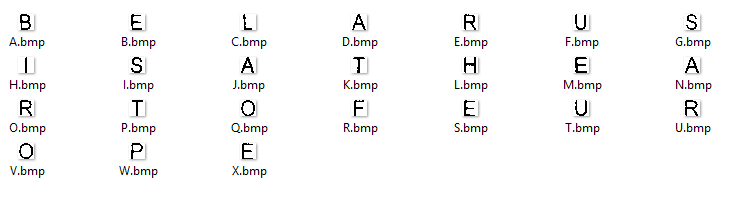 B E L A R U S
A.bmp B.bmp C.bmp D.bmp E.bmp F.bmp G.bmp
I S A T H E A
H.bmp I.bmp J.bmp K.bmp L.bmp M.bmp N.bmp
R T O F E U R
O.bmp P.bmp Q.bmp R.bmp S.bmp T.bmp U.bmp
O P E
V.bmp W.bmp X.bmp